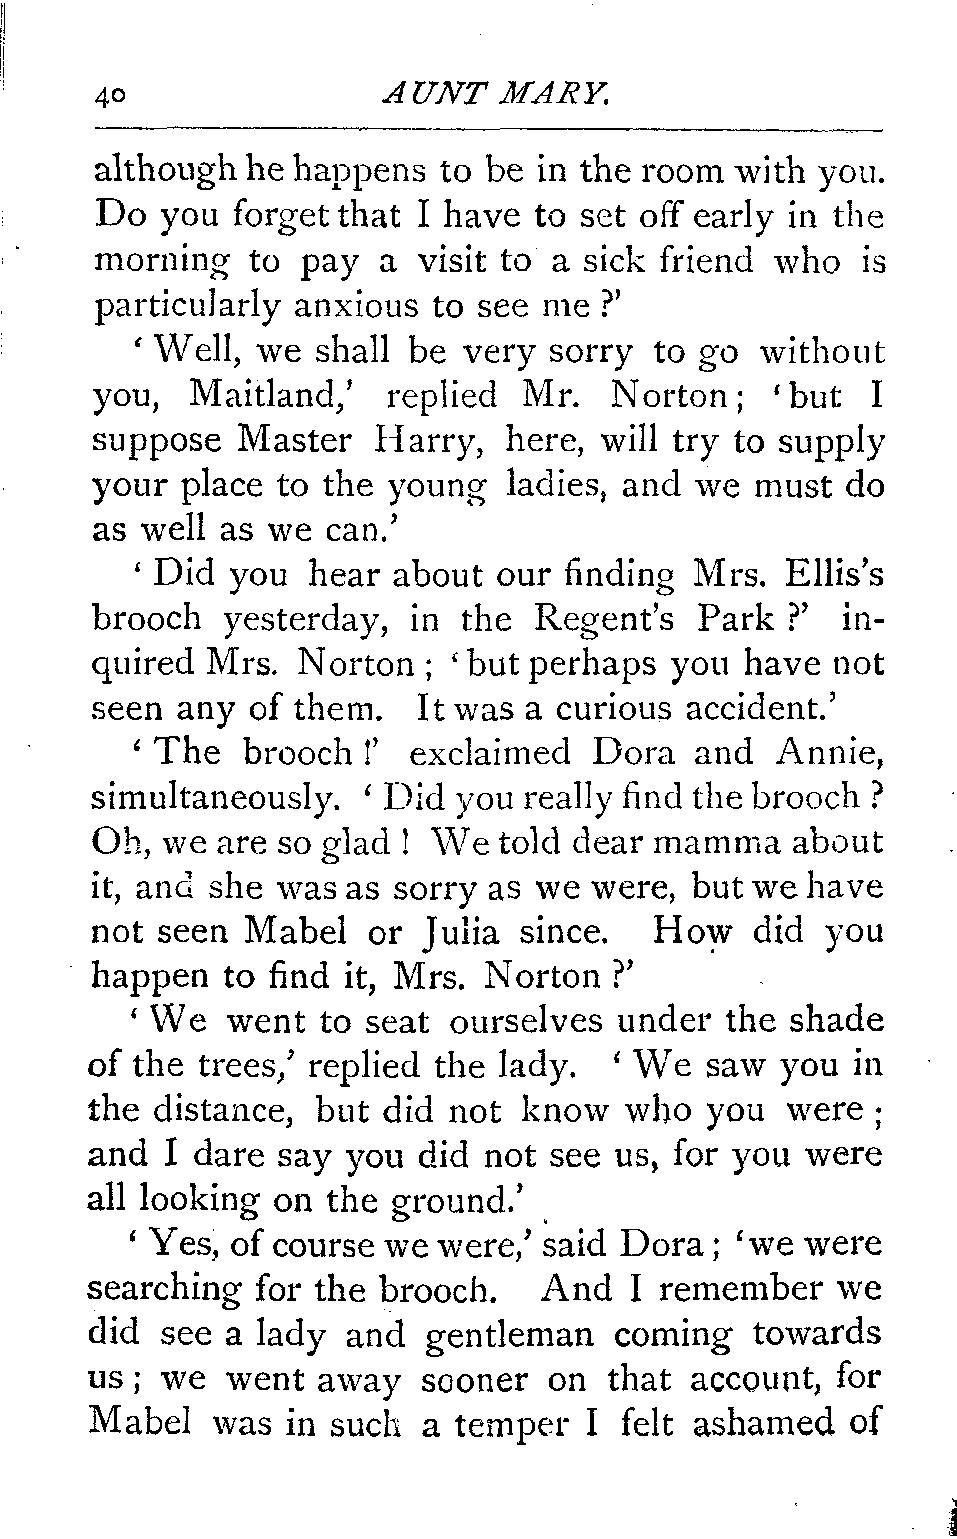 40 AUNT MARY.
although he happens to be in the room with you.
Do you forget that I have to set off early in the
morning to pay a visit to a sick friend who is
particularly anxious to see me ?’
‘ Well, we shall be very sorry to go without
you, Maitland,’ replied Mr. Norton ; ‘ but I
suppose Master Harry, here, will try to supply
your place to the young ladies, and we must do
as well as we can.’
‘ Did you hear about our finding Mrs. Ellis’s
brooch yesterday, in the Regent’s Park ?’ in-
quired Mrs. Norton ; ‘ but perhaps you have not
seen any of them. It was a curious accident.’
‘ The brooch !’ exclaimed Dora and Annie,
simultaneously. ‘ Did you really find the brooch ?
Oh, we are so glad ! We told dear mamma about
it, and she was as sorry as we were, but we have
not seen Mabel or Julia since. How did you
happen to find it, Mrs. Norton ?’
‘ We went to seat ourselves under the shade
of the trees,’ replied the lady. ‘ We saw you in
the distance, but did not know who you were ;
and I dare say you did not see us, for you were
all looking on the ground.’
‘ Yes, of course we were,’ said Dora ; ‘ we were
searching for the brooch. And I remember we
did see a lady and gentleman coming towards
us ; we went away sooner on that account, for
Mabel was in such a temper I felt ashamed of